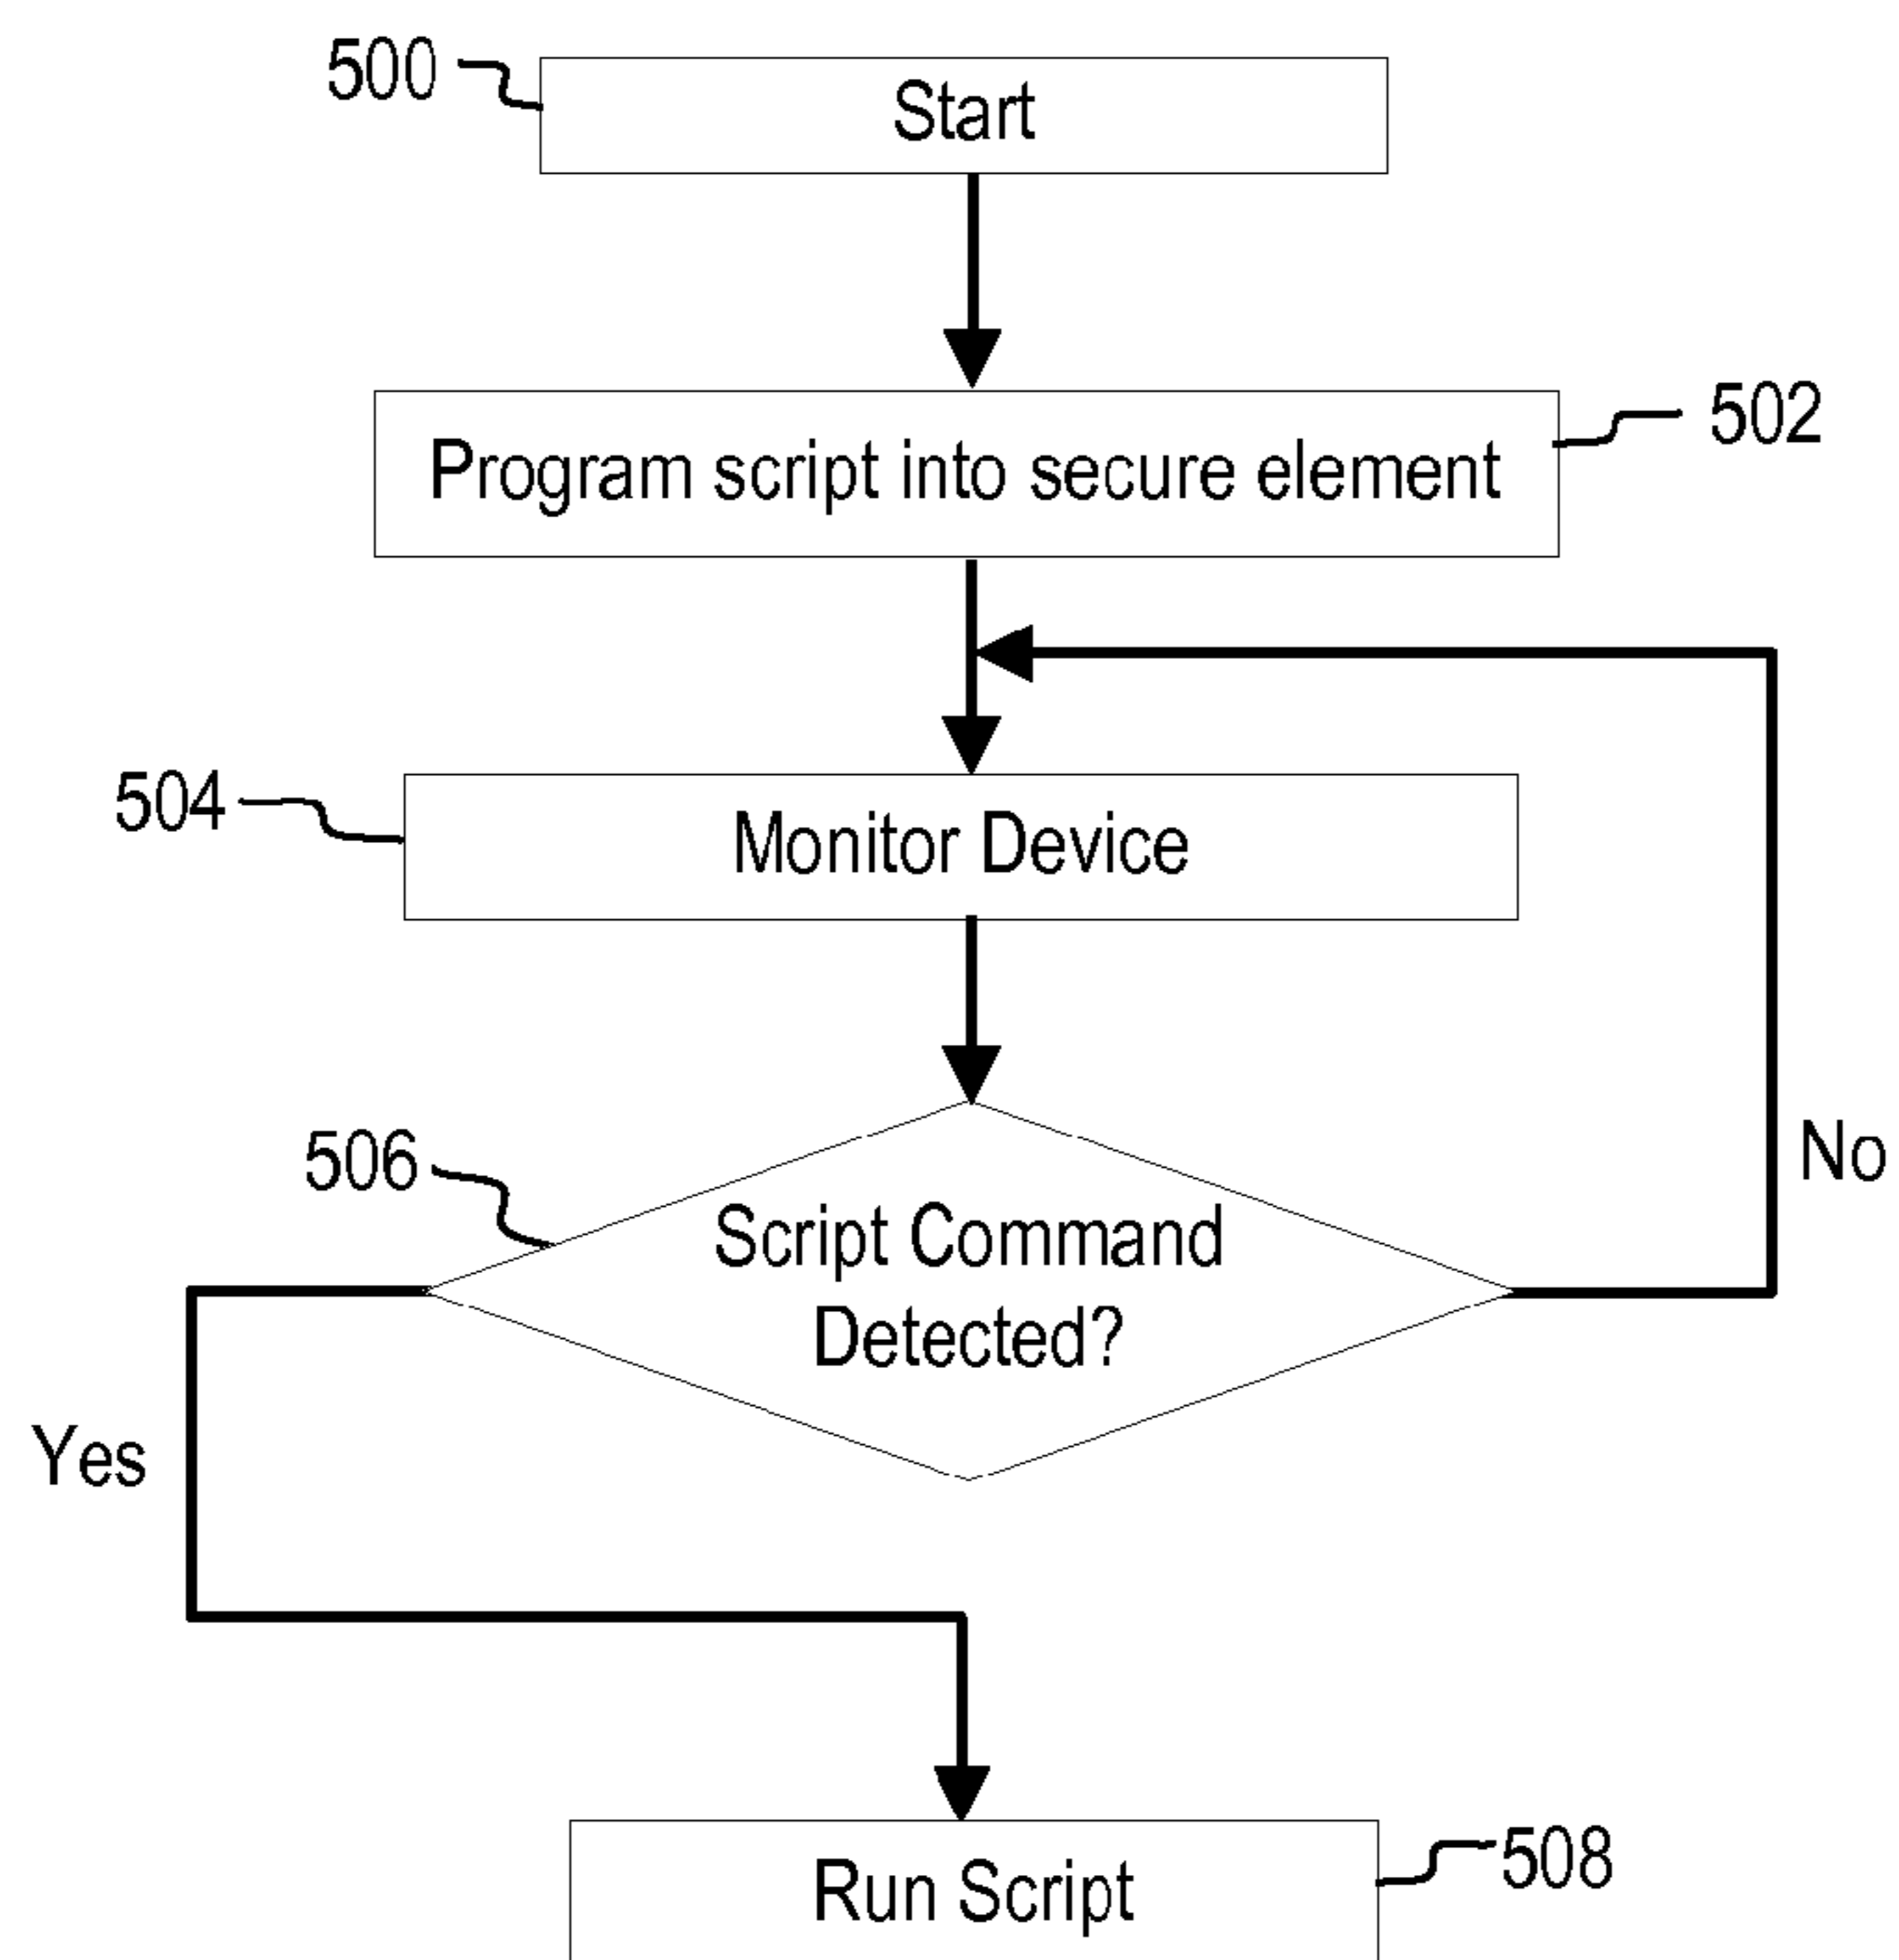 500
Start
502
Program script into secure element
504
Monitor Device
506
Script Command
Detected?
No
Yes
508
Run Script